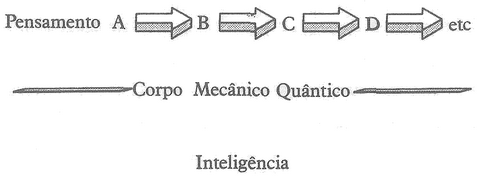 Pensamento A B C D etc
Corpo Mecânico Quântico
Inteligência